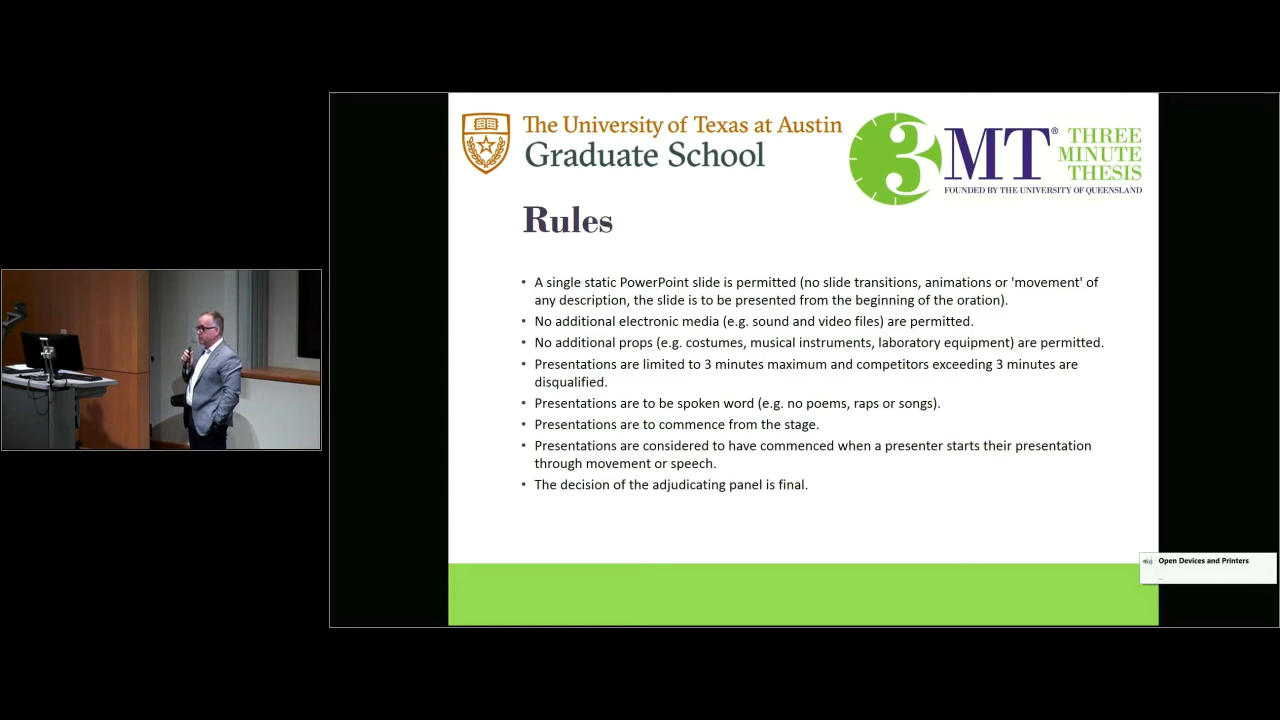 The University of Texas at Austin
Graduate School
3MT® THREE
MINUTE
THESIS
FOUNDED BY THE UNIVERSITY OF QUEENSLAND
Rules
• A single static PowerPoint slide is permitted (no slide transitions, animations or 'movement' of
any description, the slide is to be presented from the beginning of the oration).
• No additional electronic media (e.g. sound and video files) are permitted.
• No additional props (e.g. costumes, musical instruments, laboratory equipment) are permitted.
• Presentations are limited to 3 minutes maximum and competitors exceeding 3 minutes are
disqualified.
• Presentations are to be spoken word (e.g. no poems, raps or songs).
• Presentations are to commence from the stage.
• Presentations are considered to have commenced when a presenter starts their presentation
through movement or speech.
• The decision of the adjudicating panel is final.
Open Devices and Printers
...